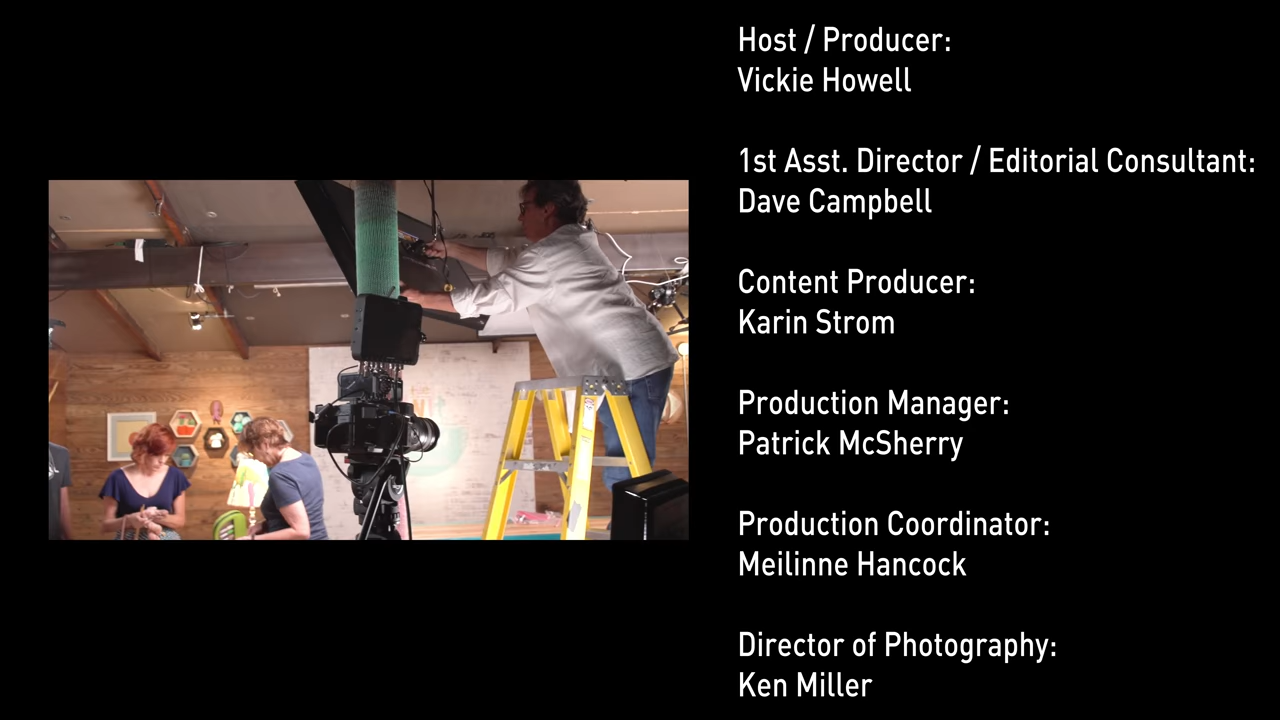 Host / Producer:
Vickie Howell
1st Asst. Director / Editorial Consultant:
Dave Campbell
Content Producer:
Karin Strom
Production Manager:
Patrick McSherry
Production Coordinator:
Meilinne Hancock
Director of Photography:
Ken Miller